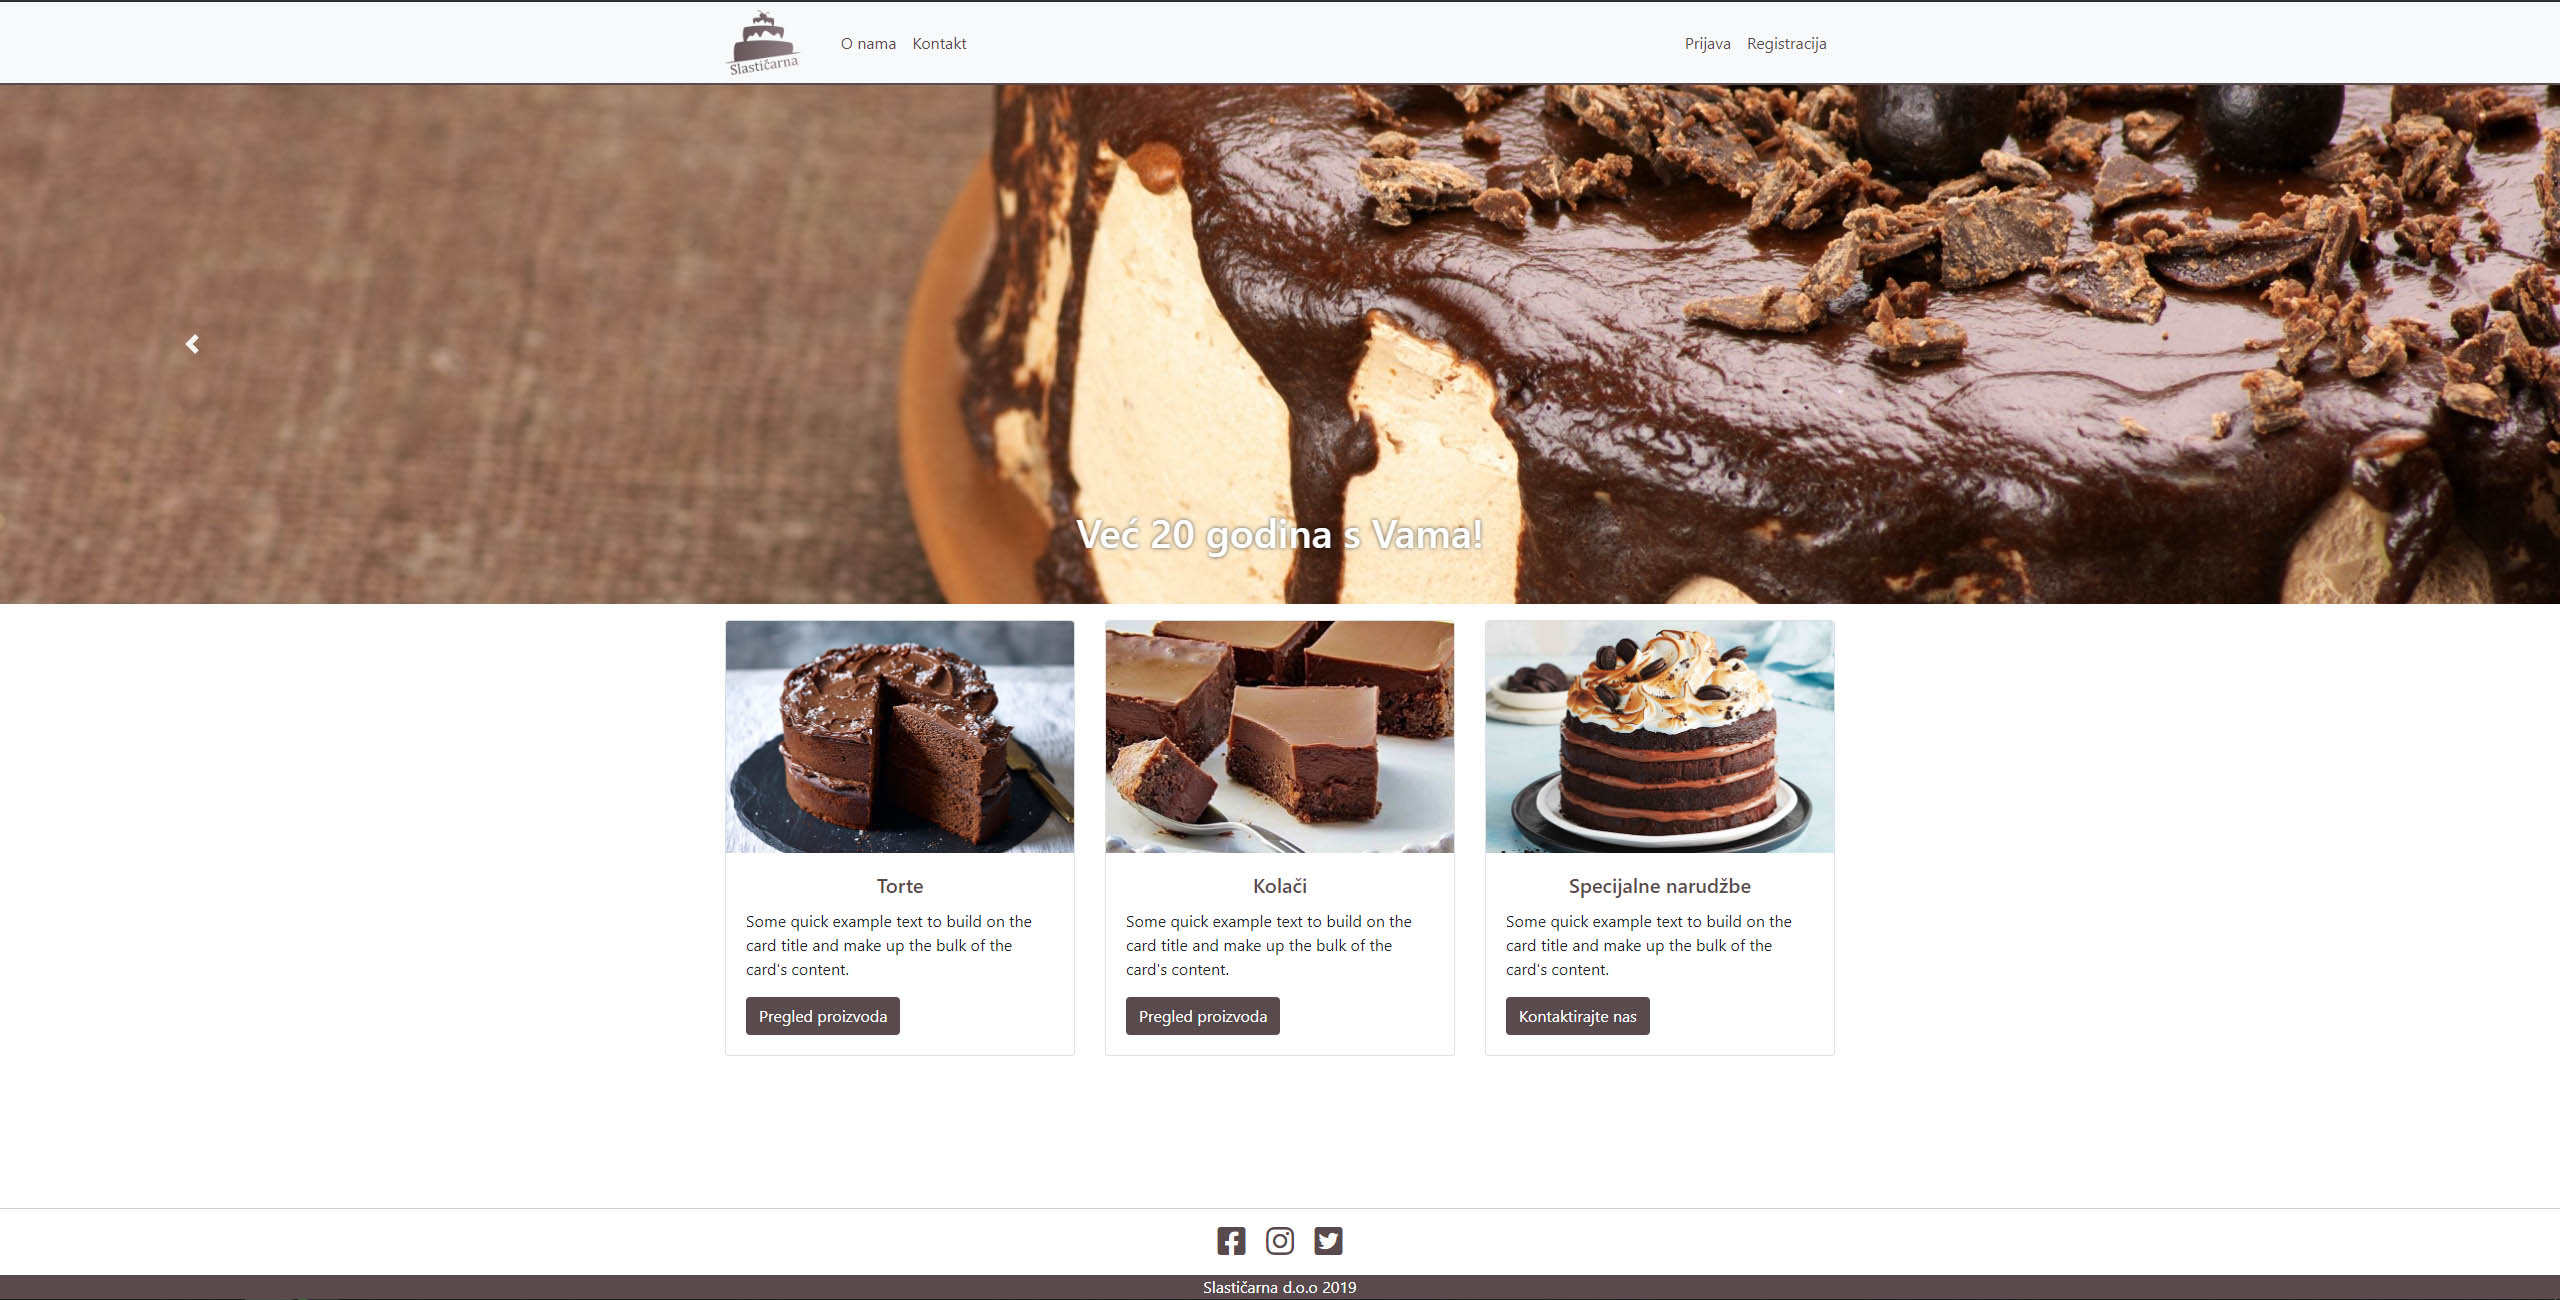 Slastičarna
O nama
Kontakt
Prijava
Registracija
Već 20 godina s Vama!
Torte
Some quick example text to build on the
card title and make up the bulk of the
card's content.
Pregled proizvoda
Kolači
Some quick example text to build on the
card title and make up the bulk of the
card's content.
Pregled proizvoda
Specijalne narudžbe
Some quick example text to build on the
card title and make up the bulk of the
card's content.
Kontaktirajte nas
Slastičarna d.o.o 2019